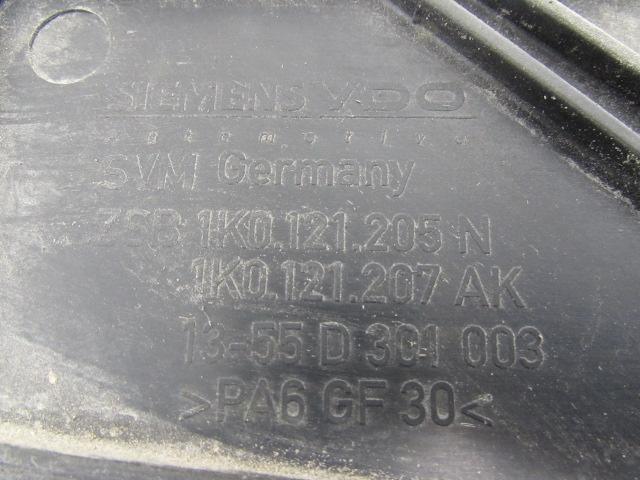 SIEMENS VDO
automotive
SVM Germany
ZSB 1K0.121.205 N
1K0.121.207 AK
13-55 D 301 003
>PA6 GF 30<